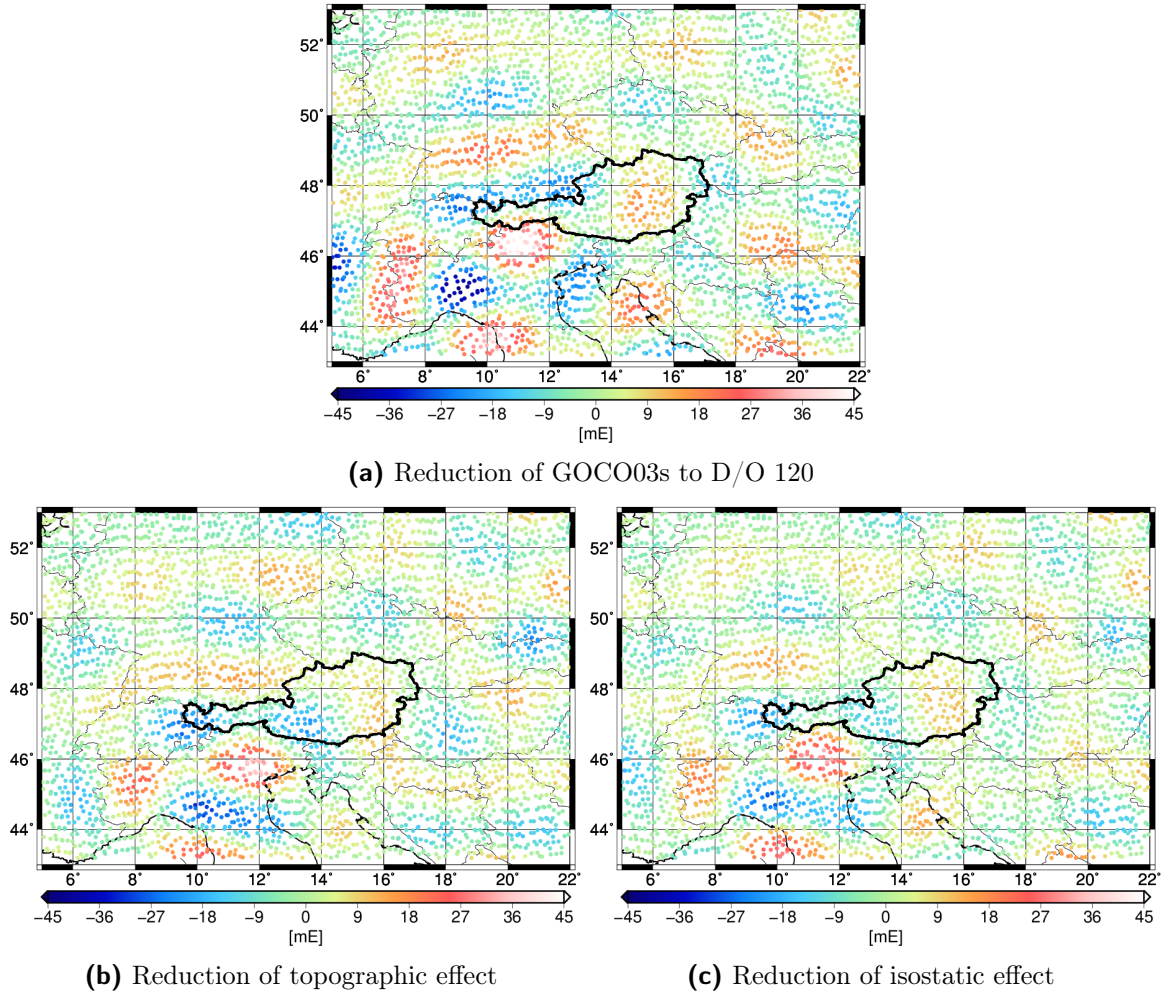 52˚
50˚
48˚
46˚
44˚
6˚ 8˚ 10˚ 12˚ 14˚ 16˚ 18˚ 20˚ 22˚
−45 −36 −27 −18 −9 0 9 18 27 36 45
[mE]
(a) Reduction of GOCO03s to D/O 120
52˚
50˚
48˚
46˚
44˚
6˚ 8˚ 10˚ 12˚ 14˚ 16˚ 18˚ 20˚ 22˚
−45 −36 −27 −18 −9 0 9 18 27 36 45
[mE]
(b) Reduction of topographic effect
52˚
50˚
48˚
46˚
44˚
6˚ 8˚ 10˚ 12˚ 14˚ 16˚ 18˚ 20˚ 22˚
−45 −36 −27 −18 −9 0 9 18 27 36 45
[mE]
(c) Reduction of isostatic effect